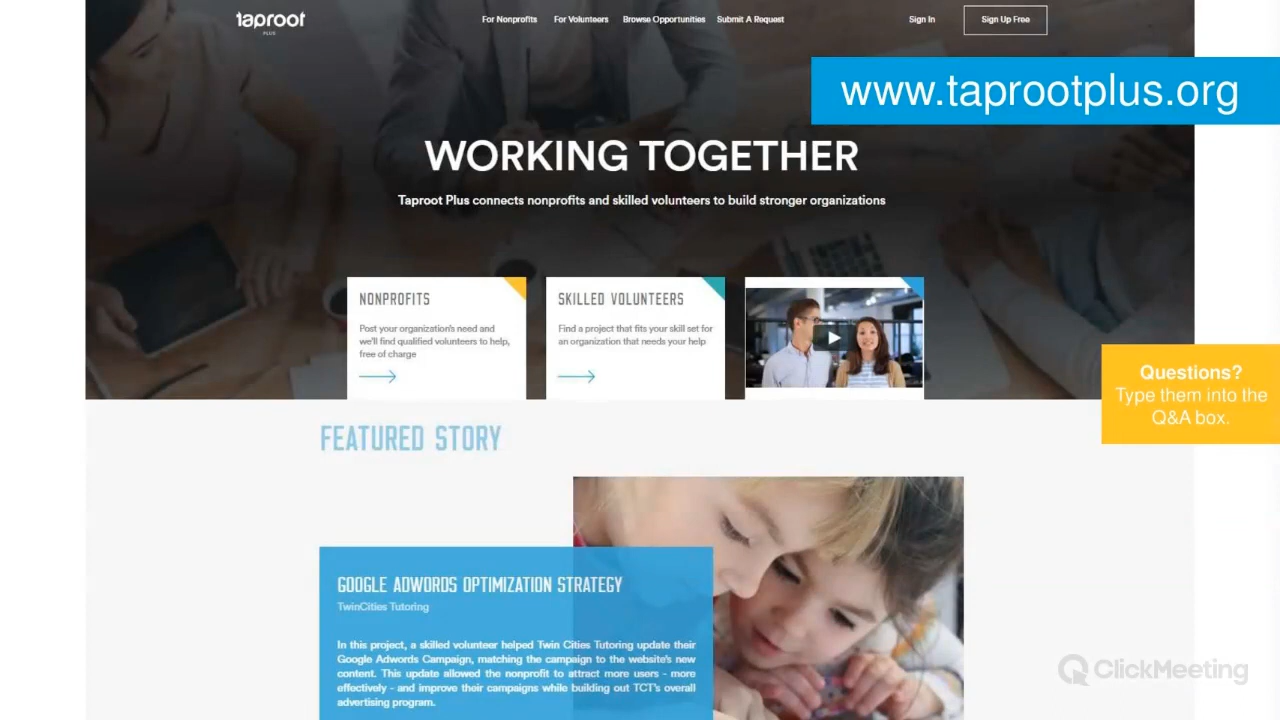 taproot
PLUS
For Nonprofits For Volunteers Browse Opportunities Submit A Request Sign In Sign Up Free
www.taprootplus.org
WORKING TOGETHER
Taproot Plus connects nonprofits and skilled volunteers to build stronger organizations
NONPROFITS
Post your organization's need and
we'll find qualified volunteers to help,
free of charge
SKILLED VOLUNTEERS
Find a project that fits your skill set for
an organization that needs your help
Questions?
Type them into the
Q&A box.
FEATURED STORY
GOOGLE ADWORDS OPTIMIZATION STRATEGY
TwinCities Tutoring
In this project, a skilled volunteer helped Twin Cities Tutoring update their
Google Adwords Campaign, matching the campaign to the website's new
content. This update allowed the nonprofit to attract more users - more
effectively - and improve their campaigns while building out TCT's overall
advertising program.
ClickMeeting